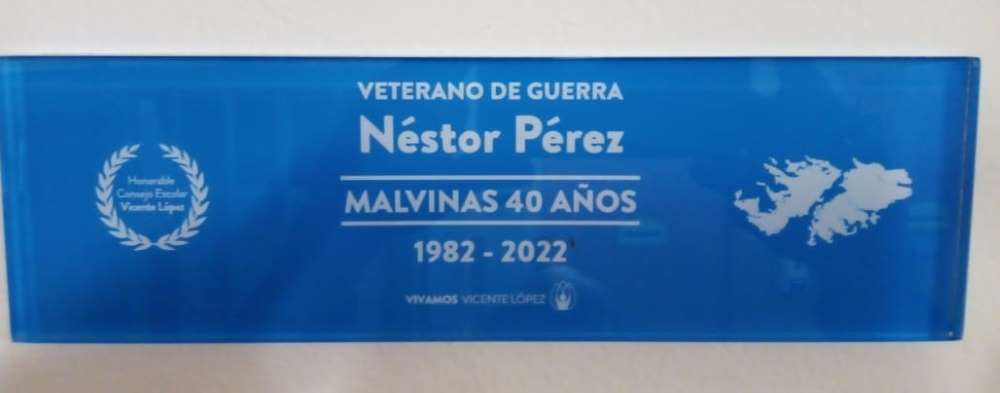 VETERANO DE GUERRA
Néstor Pérez
MALVINAS 40 AÑOS
1982 - 2022
Honorable
Consejo Escolar
Vicente López
VIVAMOS VICENTE LÓPEZ